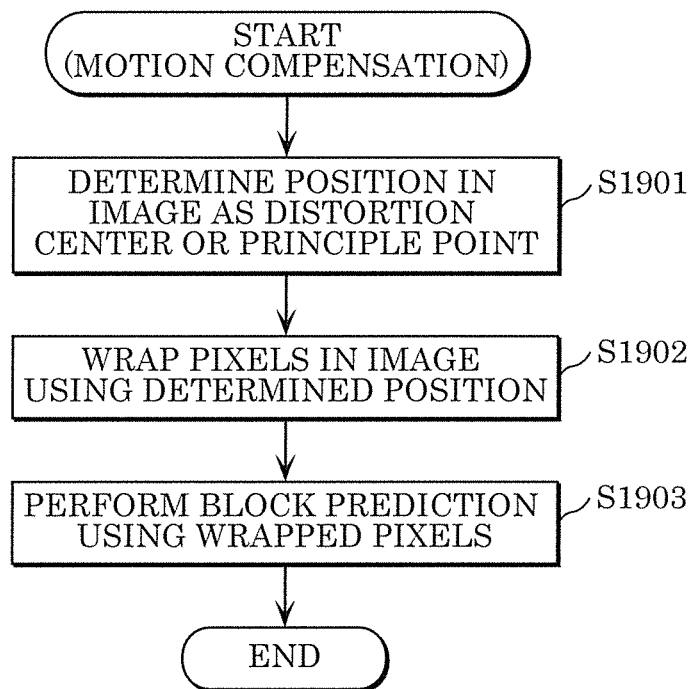 START
(MOTION COMPENSATION)
DETERMINE POSITION IN
IMAGE AS DISTORTION
CENTER OR PRINCIPLE POINT
S1901
WRAP PIXELS IN IMAGE
USING DETERMINED POSITION
S1902
PERFORM BLOCK PREDICTION
USING WRAPPED PIXELS
S1903
END